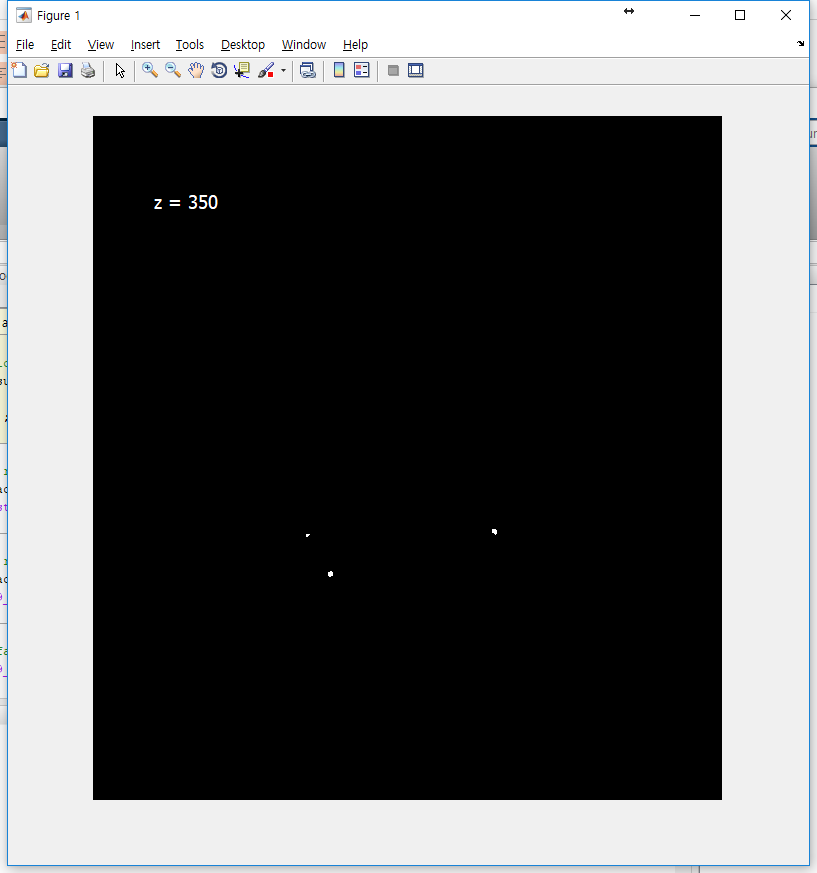 Figure 1
File Edit View Insert Tools Desktop Window Help
z = 350